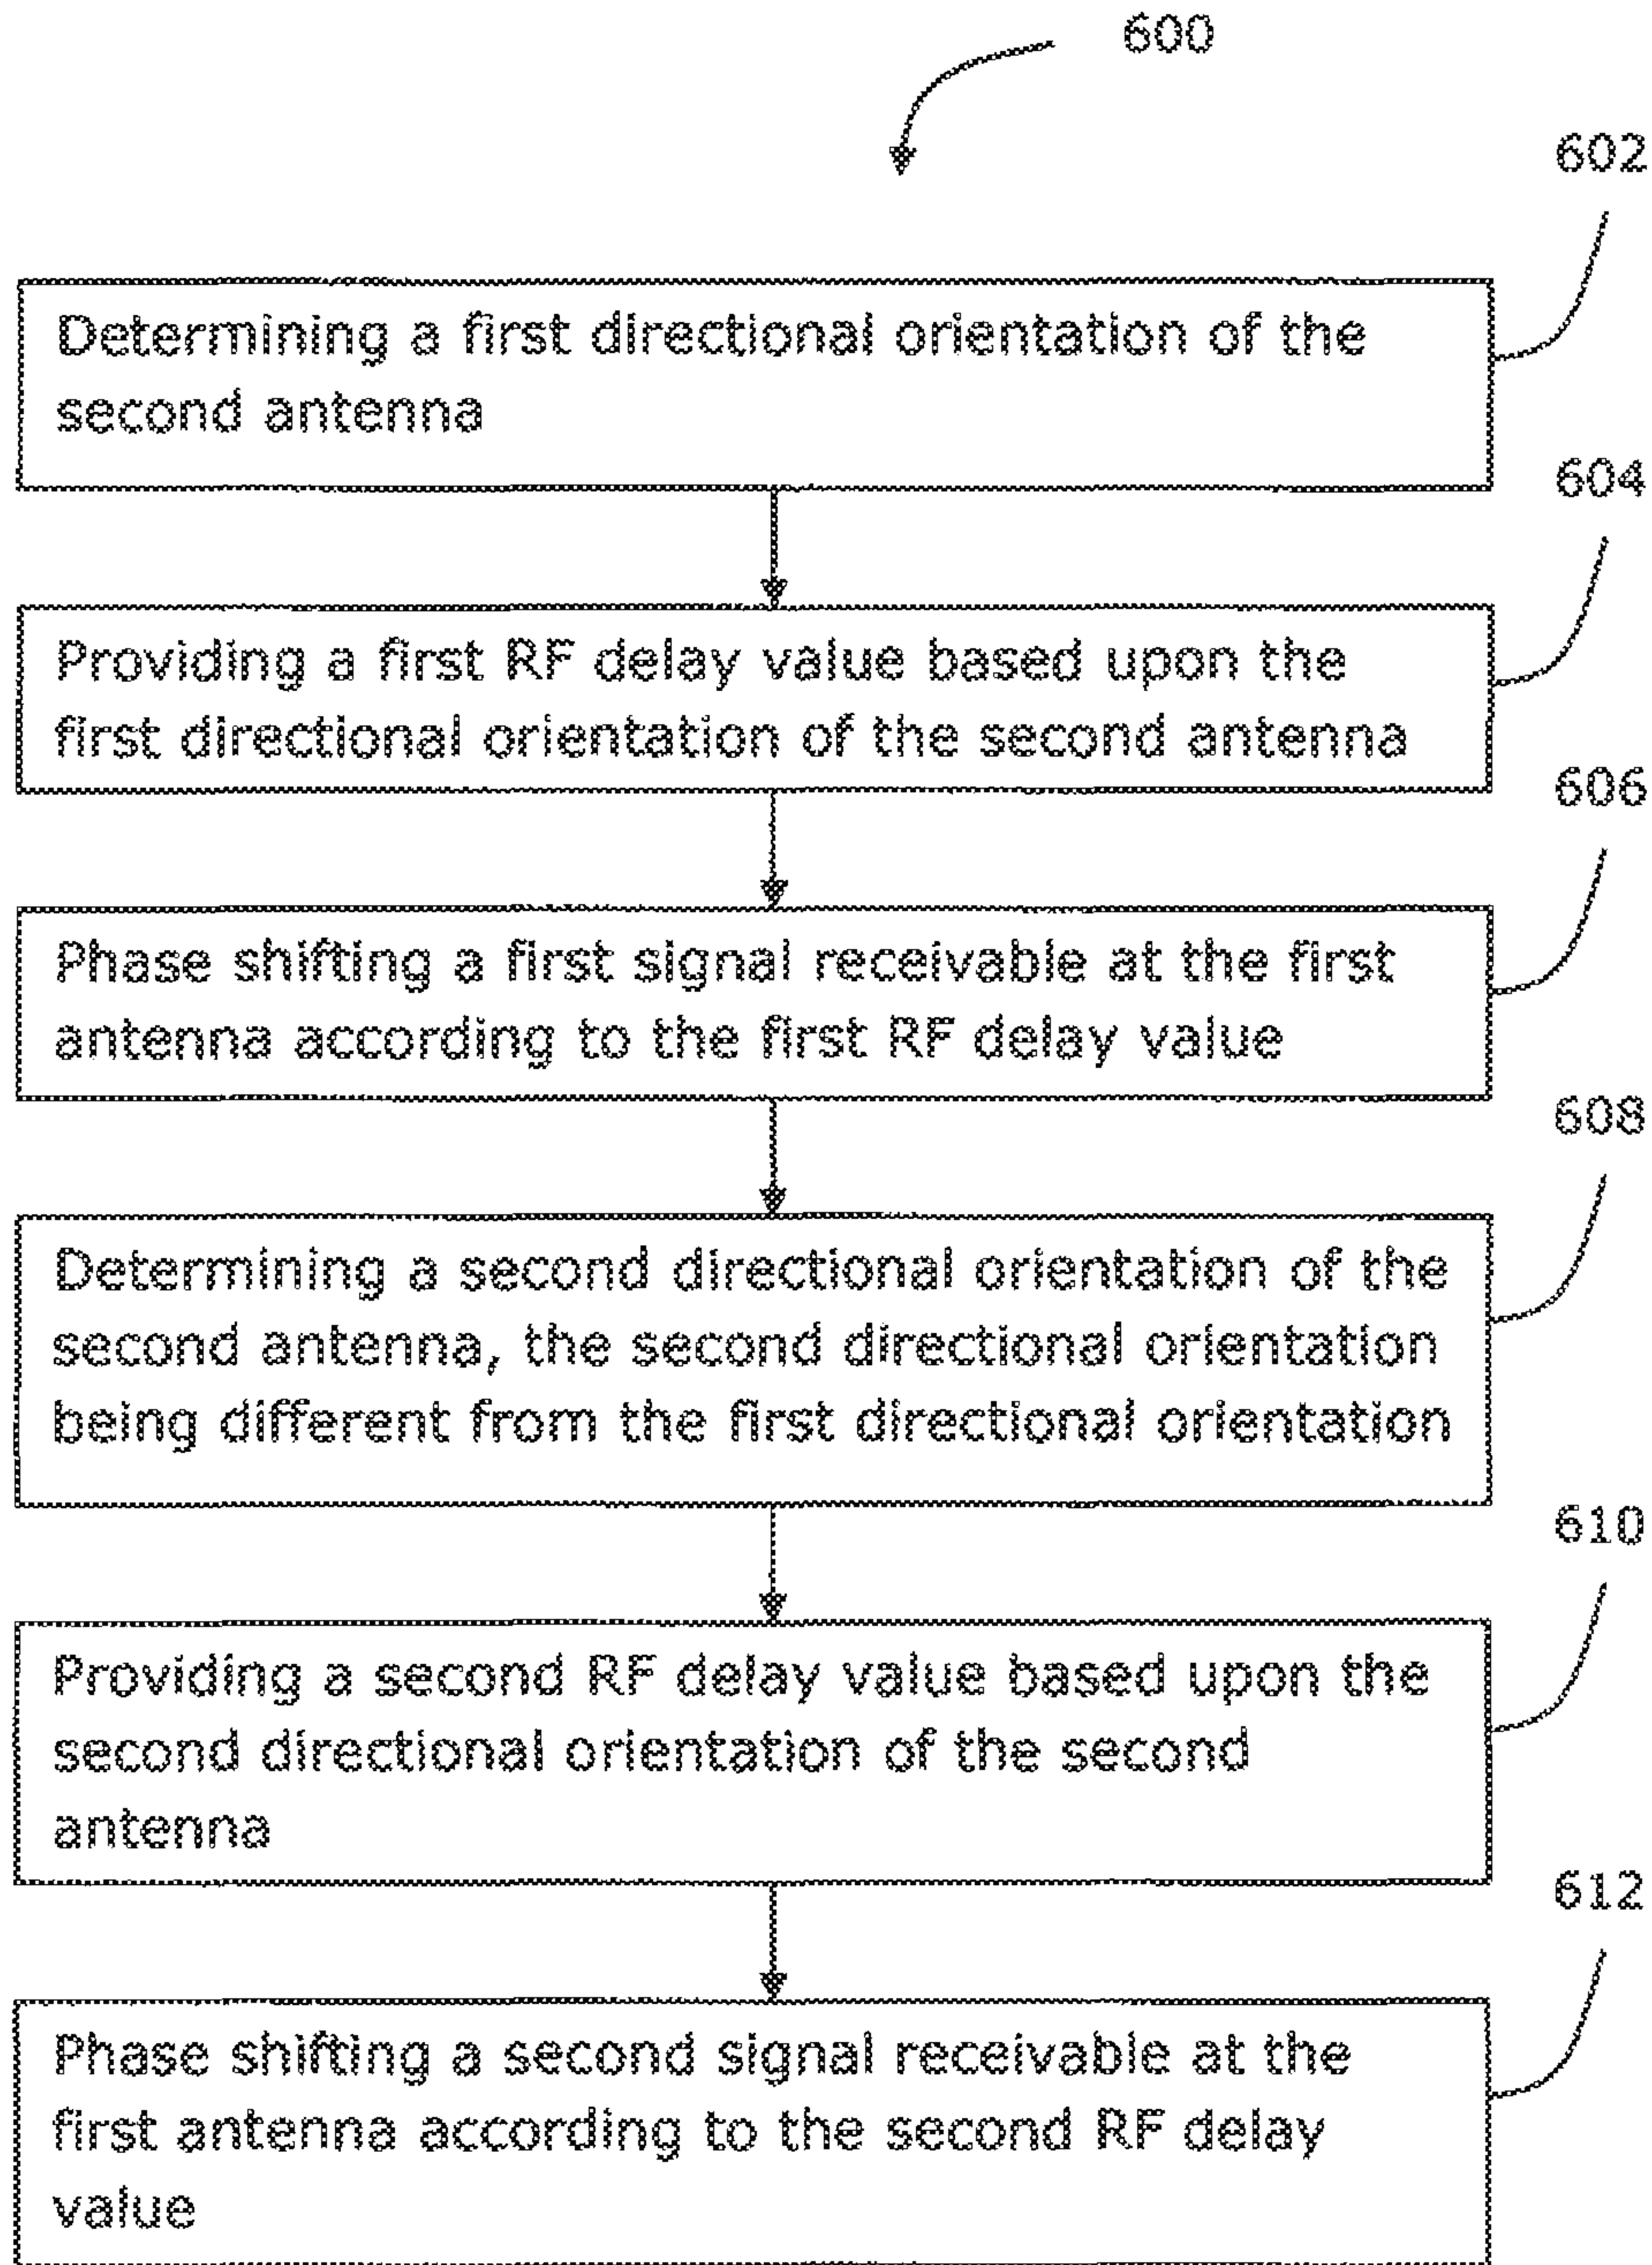 600
602
Determining a first directional orientation of the
second antenna
604
Providing a first RF delay value based upon the
first directional orientation of the second antenna
606
Phase shifting a first signal receivable at the first
antenna according to the first RF delay value
608
Determining a second directional orientation of the
second antenna, the second directional orientation
being different from the first directional orientation
610
Providing a second RF delay value based upon the
second directional orientation of the second
antenna
612
Phase shifting a second signal receivable at the
first antenna according to the second RF delay
value